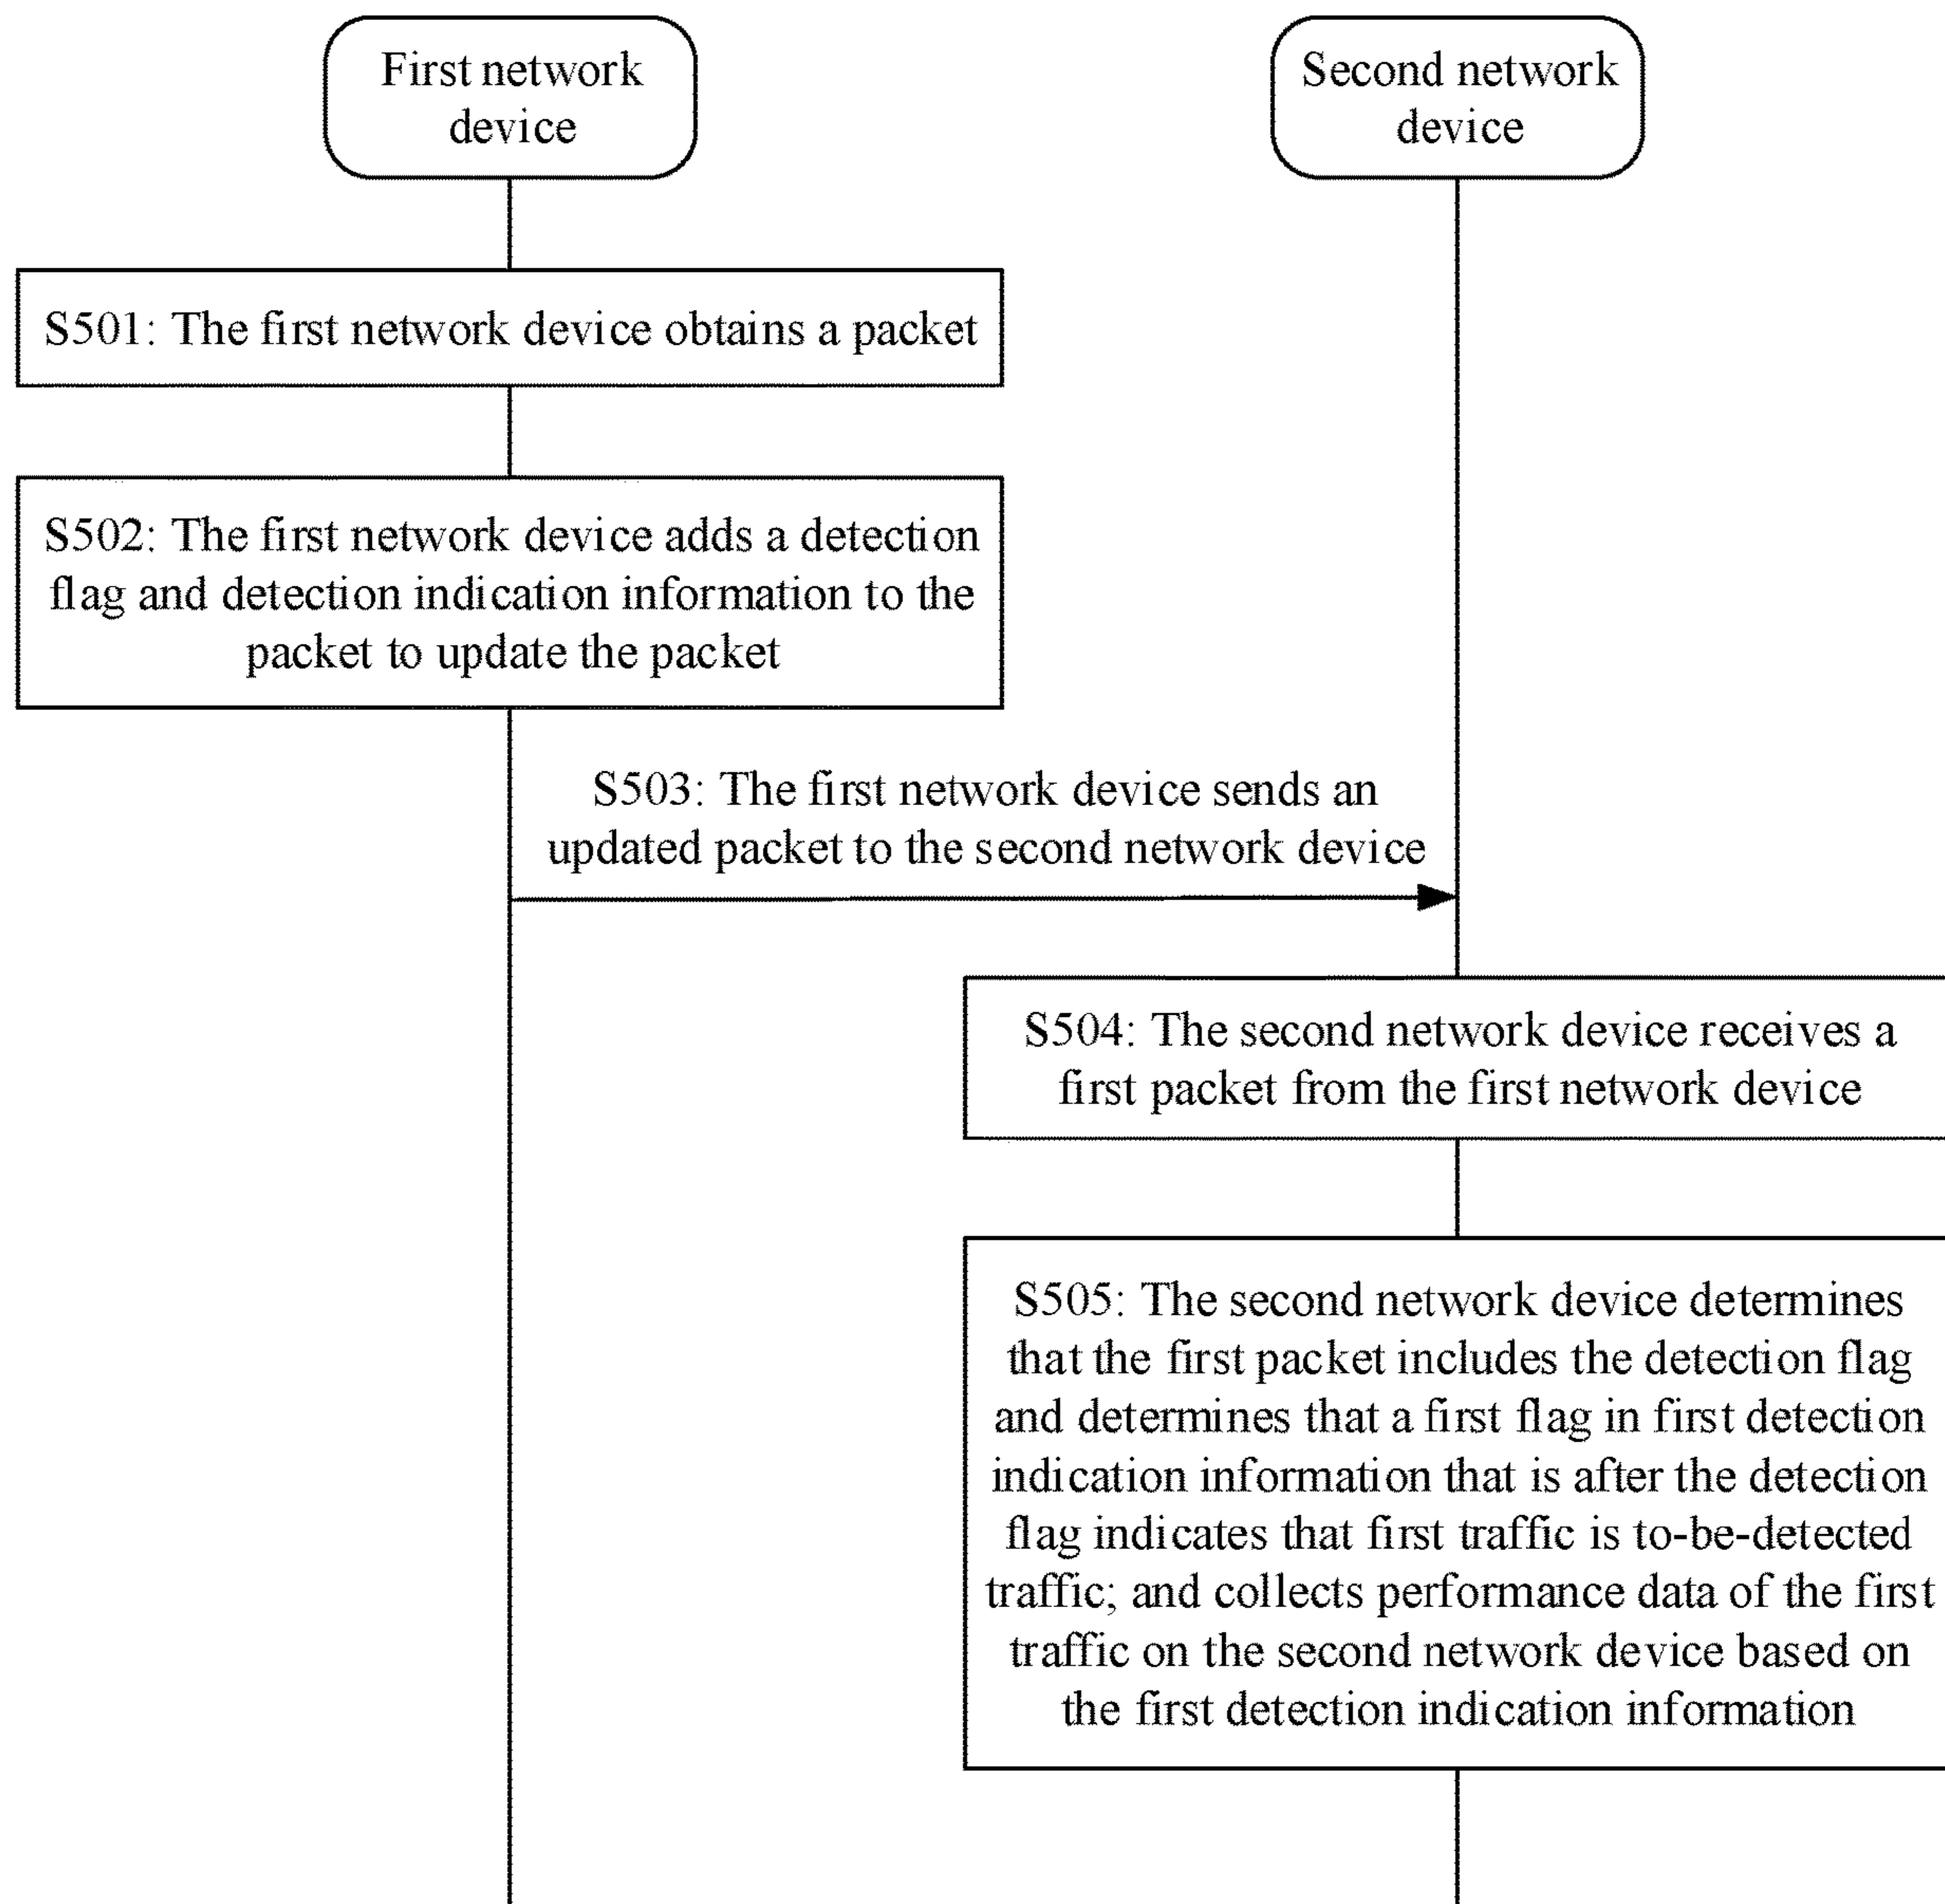 First network
device
Second network
device
S501: The first network device obtains a packet
S502: The first network device adds a detection
flag and detection indication information to the
packet to update the packet
S503: The first network device sends an
updated packet to the second network device
S504: The second network device receives a
first packet from the first network device
S505: The second network device determines
that the first packet includes the detection flag
and determines that a first flag in first detection
indication information that is after the detection
flag indicates that first traffic is to-be-detected
traffic; and collects performance data of the first
traffic on the second network device based on
the first detection indication information